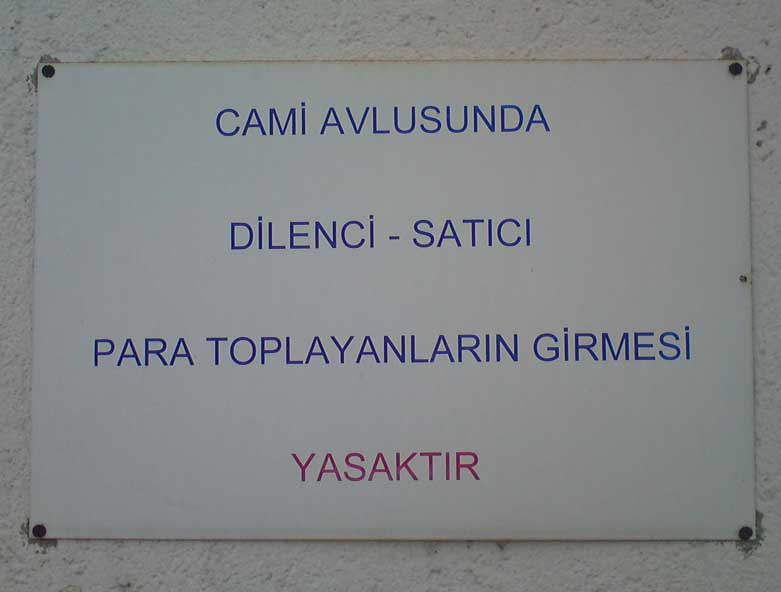 CAMİ AVLUSUNDA
DİLENCİ - SATICI
PARA TOPLAYANLARIN GİRMESİ
YASAKTIR